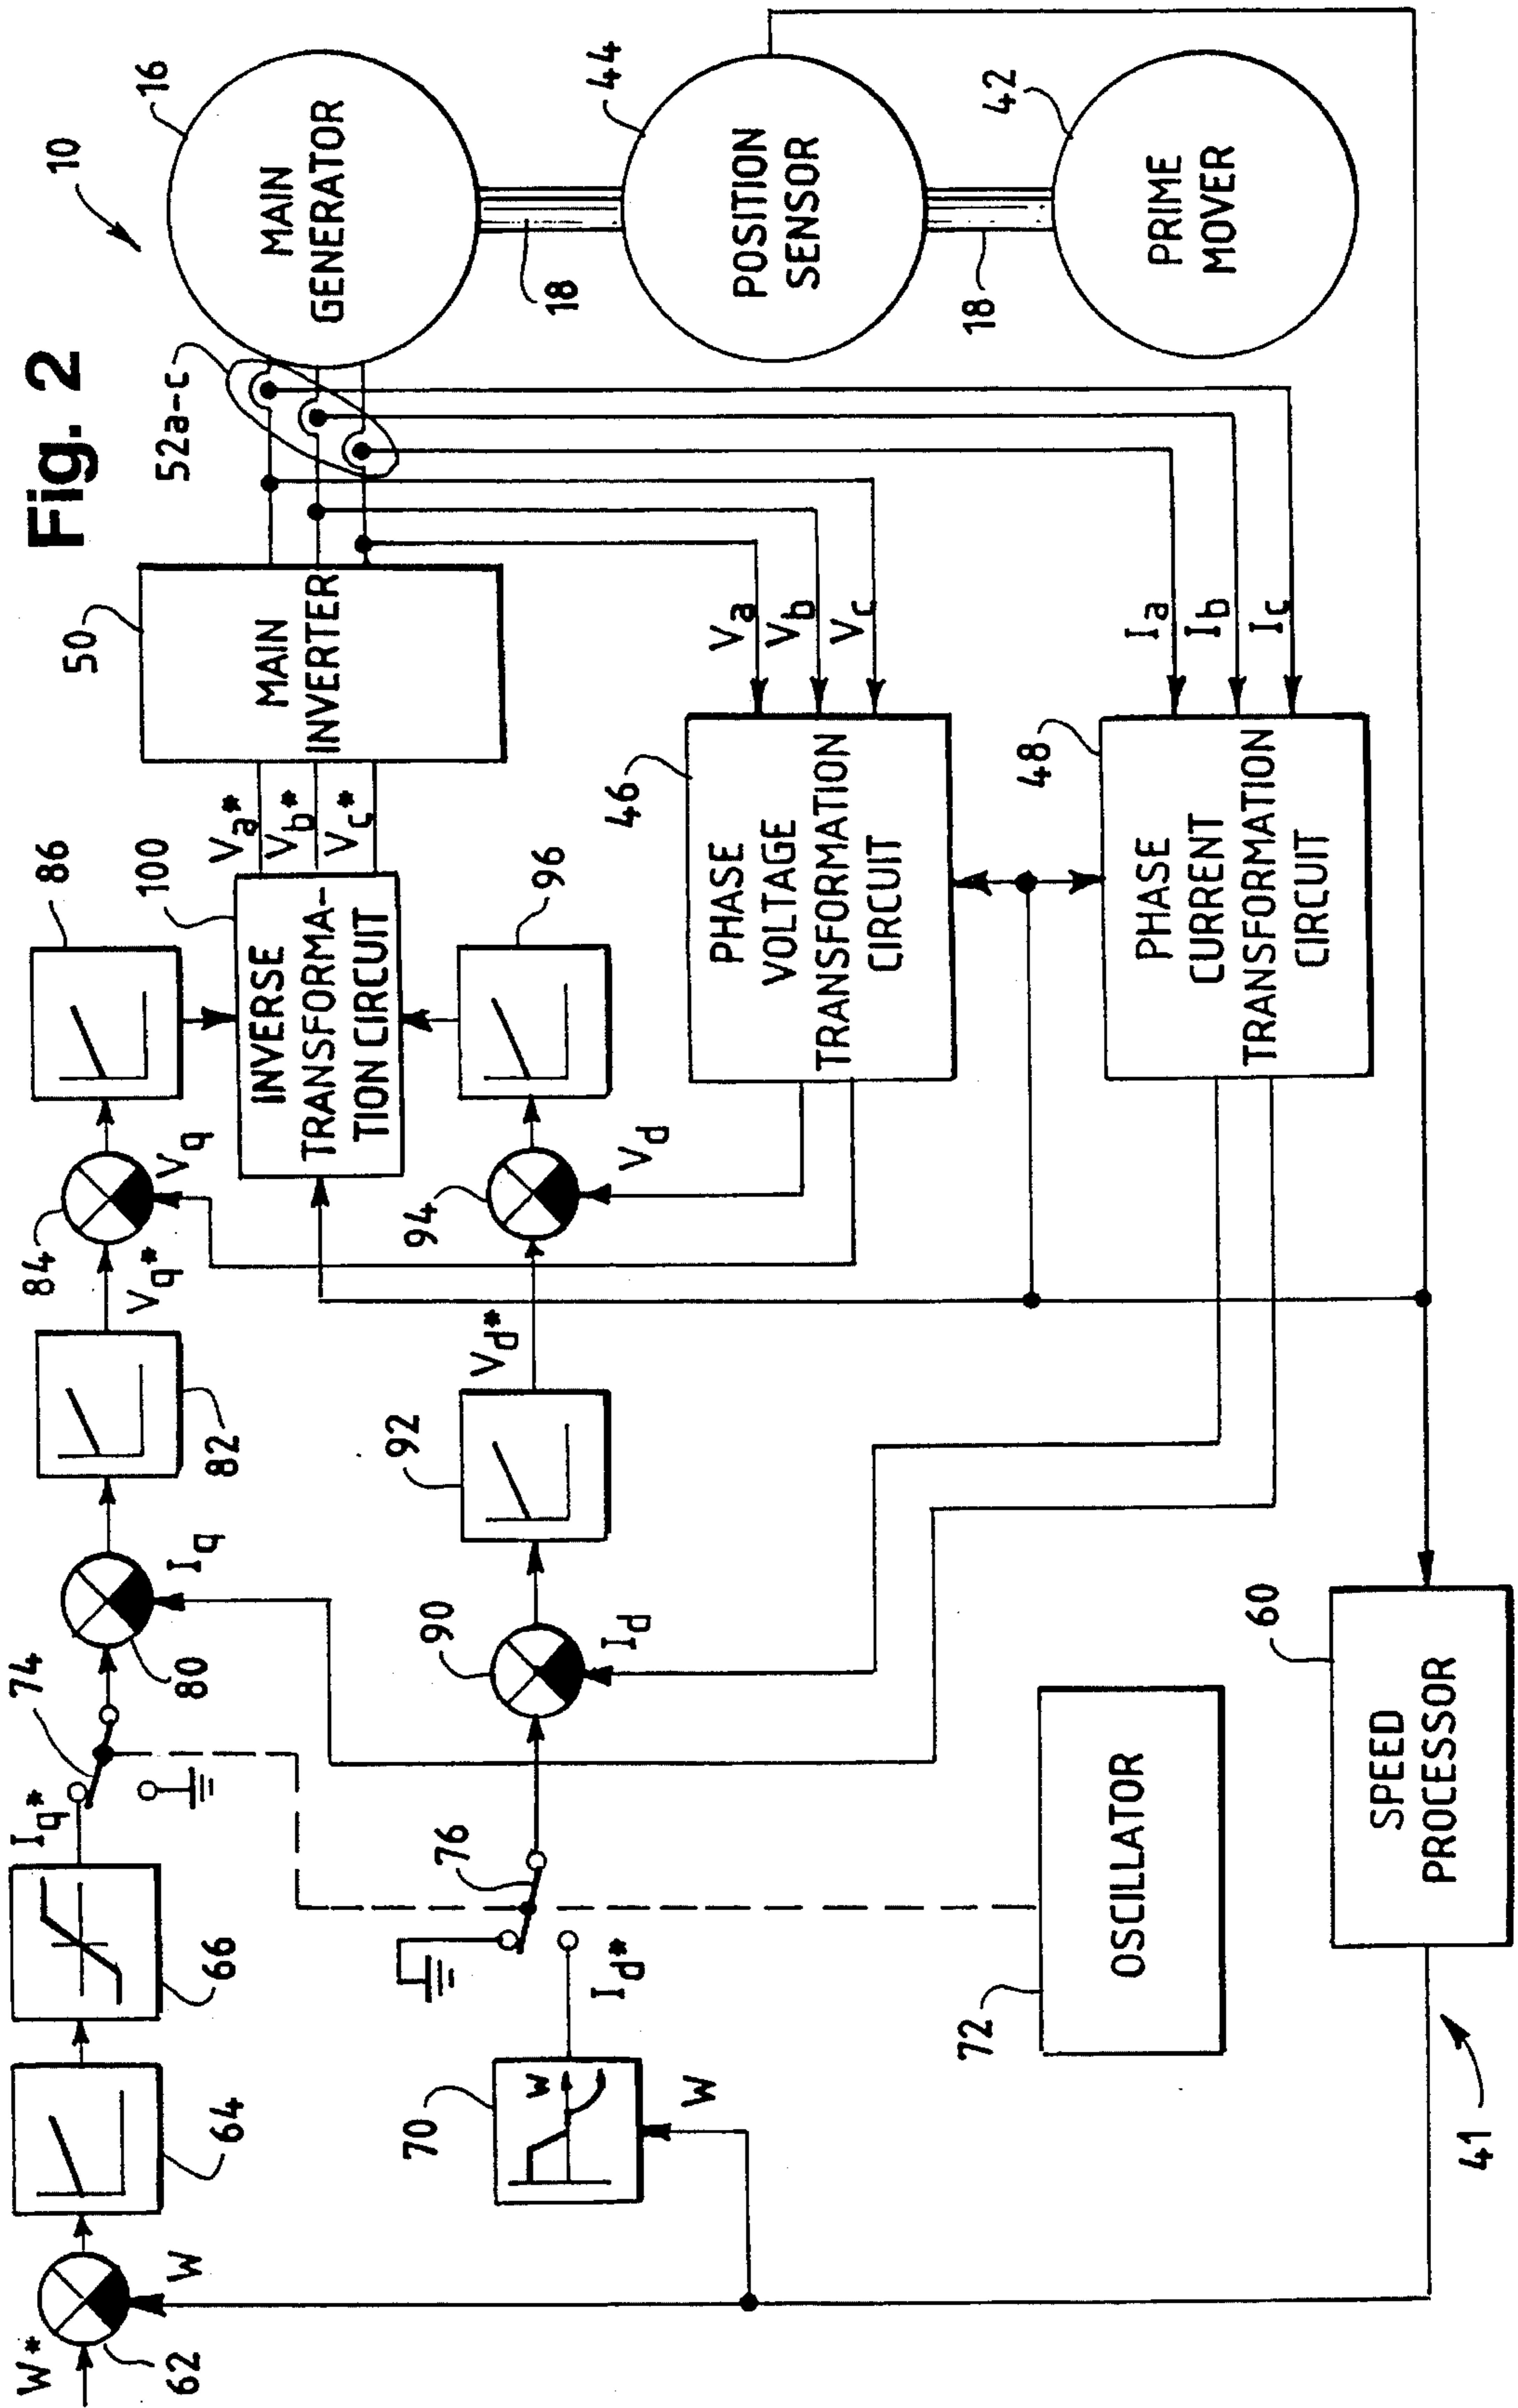 Fig. 2
10
W*
62
W
64
66
Iq*
74
80
Iq
82
Vq*
84
Vq
86
100
INVERSE
TRANSFORMA-
TION CIRCUIT
Va*
Vb*
Vc*
50
MAIN
INVERTER
52a-c
16
MAIN
GENERATOR
18
44
POSITION
SENSOR
18
42
PRIME
MOVER
70
W
W
Id*
76
90
Id
92
Vd*
94
Vd
96
46
PHASE
VOLTAGE
TRANSFORMATION
CIRCUIT
Va
Vb
Vc
48
PHASE
CURRENT
TRANSFORMATION
CIRCUIT
Ia
Ib
Ic
72
OSCILLATOR
60
SPEED
PROCESSOR
41